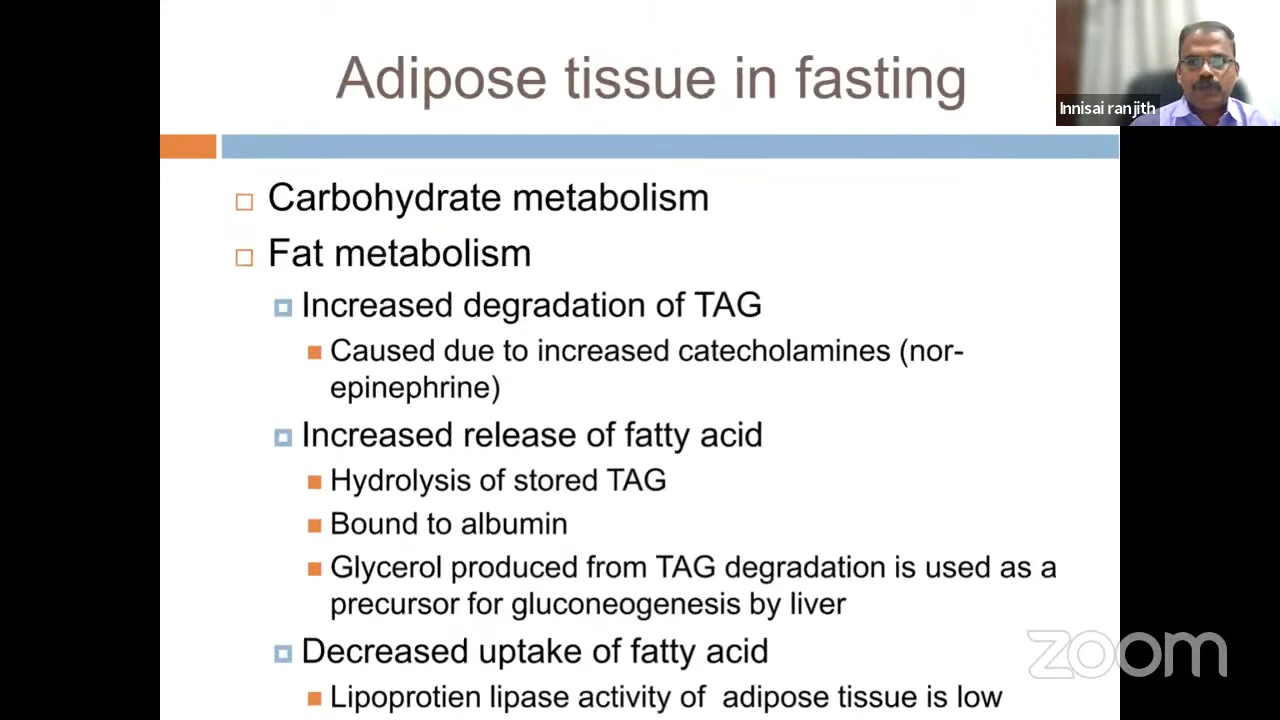 Adipose tissue in fasting
Innisai ranjith
Carbohydrate metabolism
Fat metabolism
Increased degradation of TAG
Caused due to increased catecholamines (nor-
epinephrine)
Increased release of fatty acid
Hydrolysis of stored TAG
Bound to albumin
Glycerol produced from TAG degradation is used as a
precursor for gluconeogenesis by liver
Decreased uptake of fatty acid
Lipoprotien lipase activity of adipose tissue is low
zoom